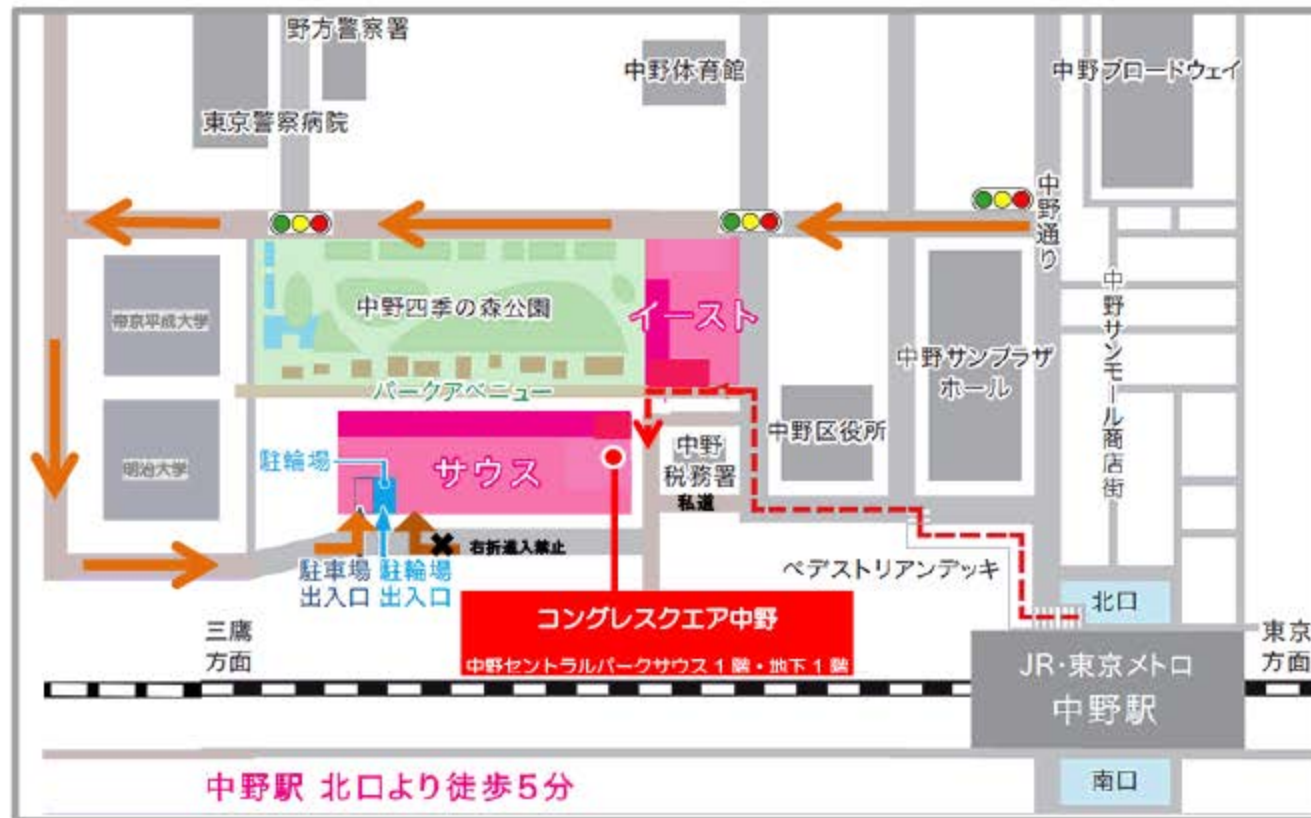 野方警察署
東京警察病院
中野体育館
中野ブロードウェイ
中野通り
中野サンモール商店街
帝京平成大学
中野四季の森公園
イースト
中野サンプラザ
ホール
パークアベニュー
中野区役所
明治大学
駐輪場
サウス
中野
税務署
私道
右折進入禁止
駐車場
出入口
駐輪場
出入口
ペデストリアンデッキ
北口
コングレスクエア中野
中野セントラルパークサウス1階・地下1階
三鷹
方面
東京
方面
JR・東京メトロ
中野駅
中野駅 北口より徒歩5分
南口